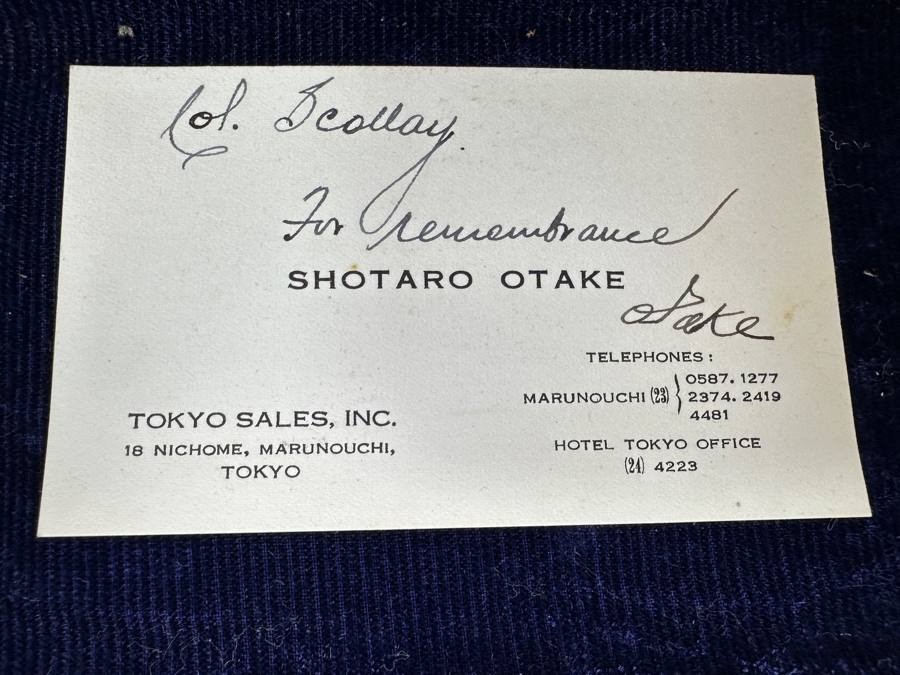 Col. Scollay.
For remembrance
SHOTARO OTAKE
Otake
TELEPHONES:
MARUNOUCHI (23) { 0587. 1277
2374. 2419
4481
TOKYO SALES, INC.
18 NICHOME, MARUNOUCHI,
TOKYO
HOTEL TOKYO OFFICE
(24) 4223